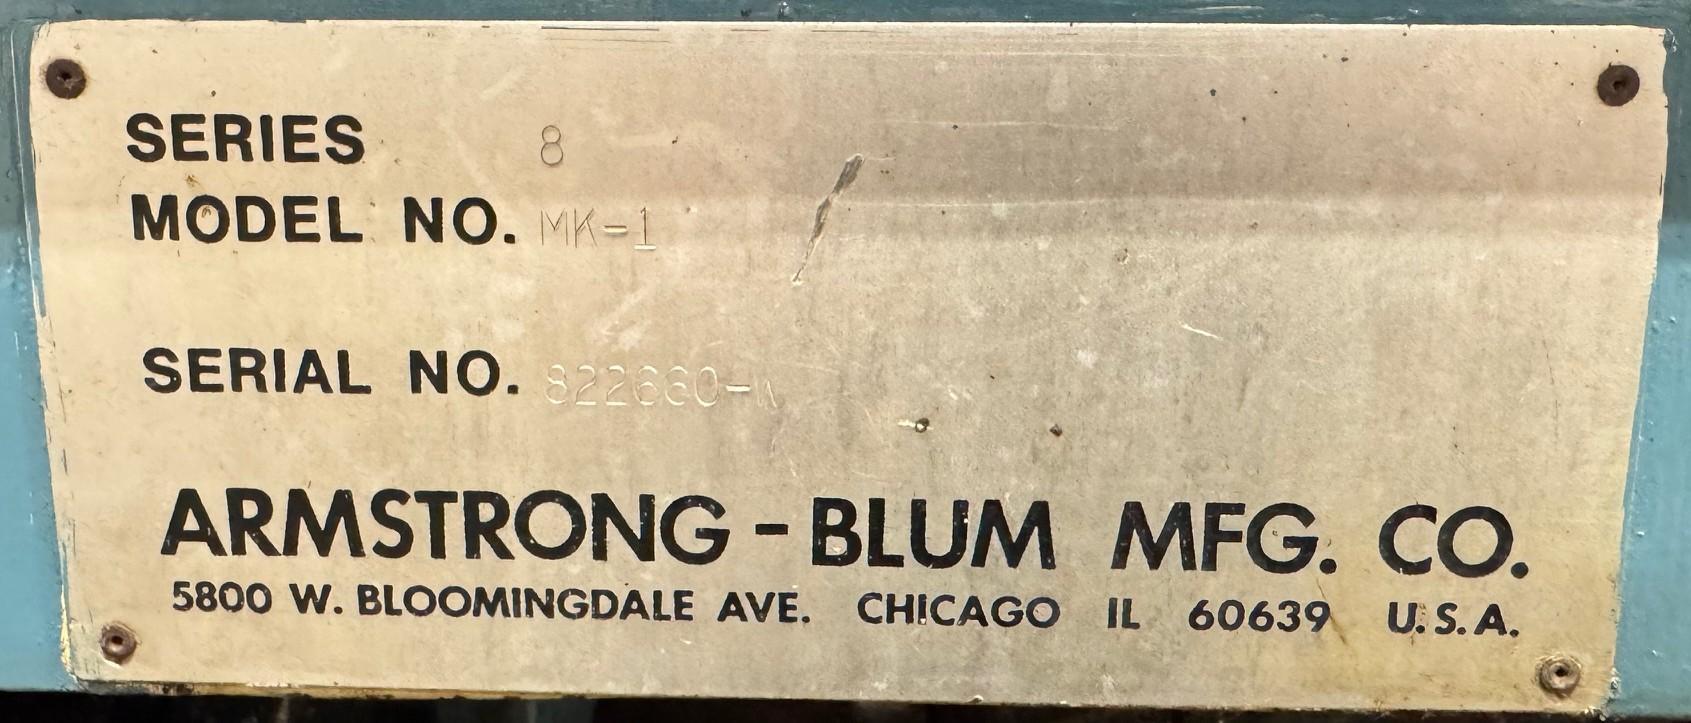 SERIES 8
MODEL NO. MK-1
SERIAL NO. 822660-W
ARMSTRONG-BLUM MFG. CO.
5800 W. BLOOMINGDALE AVE. CHICAGO IL 60639 U.S.A.